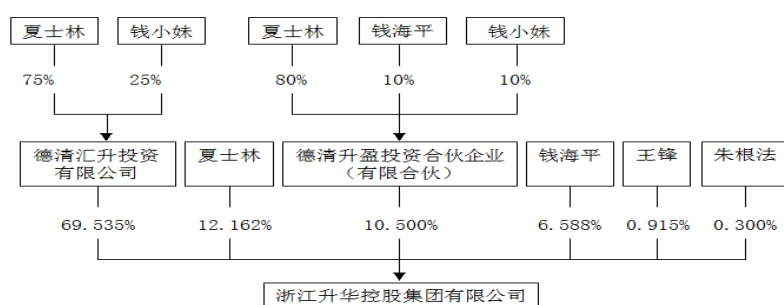 夏士林 钱小妹 夏士林 钱海平 钱小妹
75% 25% 80% 10% 10%
德清汇升投资有限公司 夏士林 德清升盈投资合伙企业（有限合伙） 钱海平 王锋 朱根法
69.535% 12.162% 10.500% 6.588% 0.915% 0.300%
浙江升华控股集团有限公司